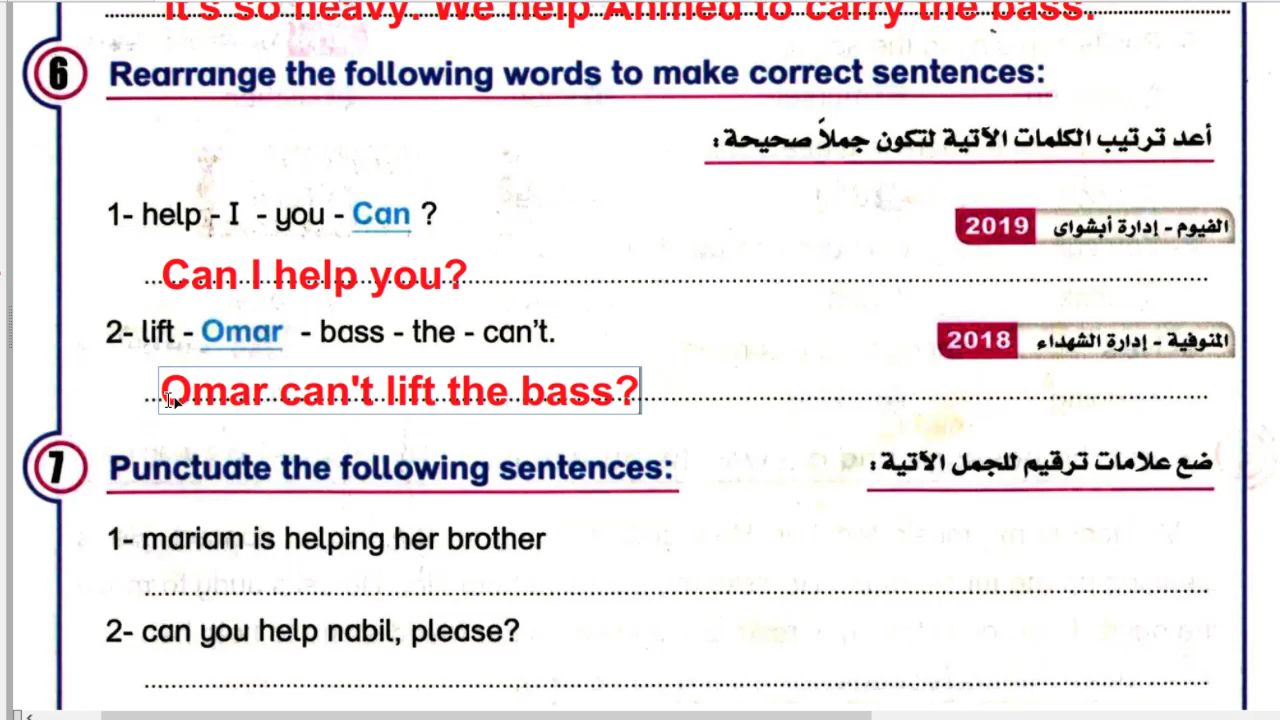 It's so heavy. We help Ahmed to carry the bass.
6 Rearrange the following words to make correct sentences:
أعد ترتيب الكلمات الآتية لتكون جملاً صحيحة :
1- help - I - you - Can ?
2019 الفيوم - إدارة أبشواى
Can I help you?
2- lift - Omar - bass - the - can't.
2018 المنوفية - إدارة الشهداء
Omar can't lift the bass?
7 Punctuate the following sentences:
ضع علامات ترقيم للجمل الآتية :
1- mariam is helping her brother
2- can you help nabil, please?